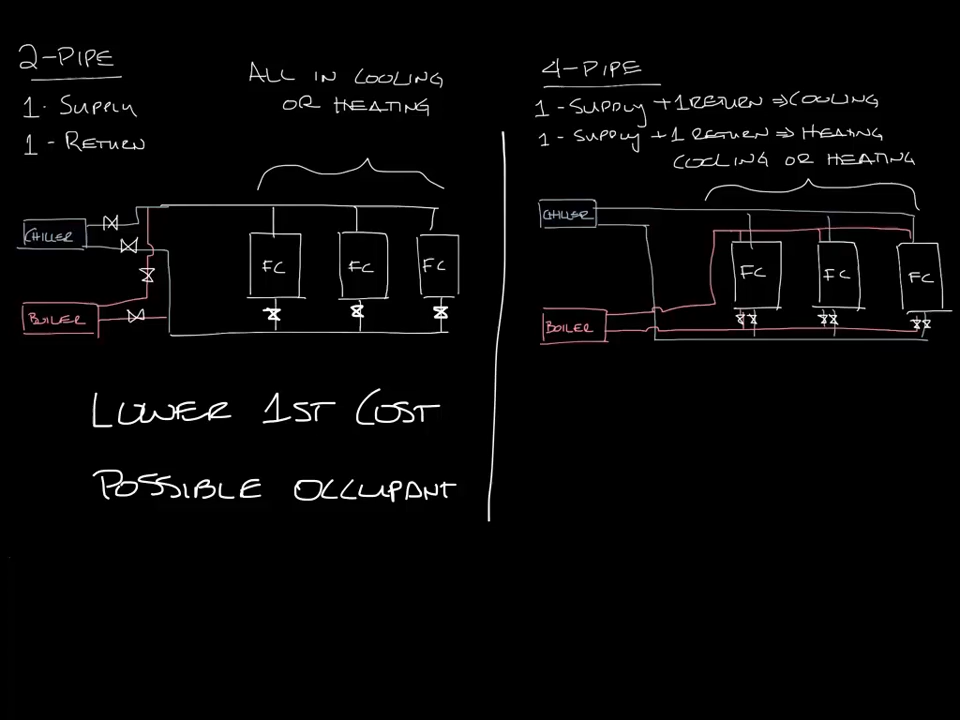 2-PIPE
1 - SUPPLY
1 - RETURN
ALL IN COOLING
OR HEATING
CHILLER
BOILER
FC
FC
FC
LOWER 1ST COST
POSSIBLE OCCUPANT
4-PIPE
1 - SUPPLY + 1 RETURN ⇒ COOLING
1 - SUPPLY + 1 RETURN ⇒ HEATING
COOLING OR HEATING
CHILLER
BOILER
FC
FC
FC